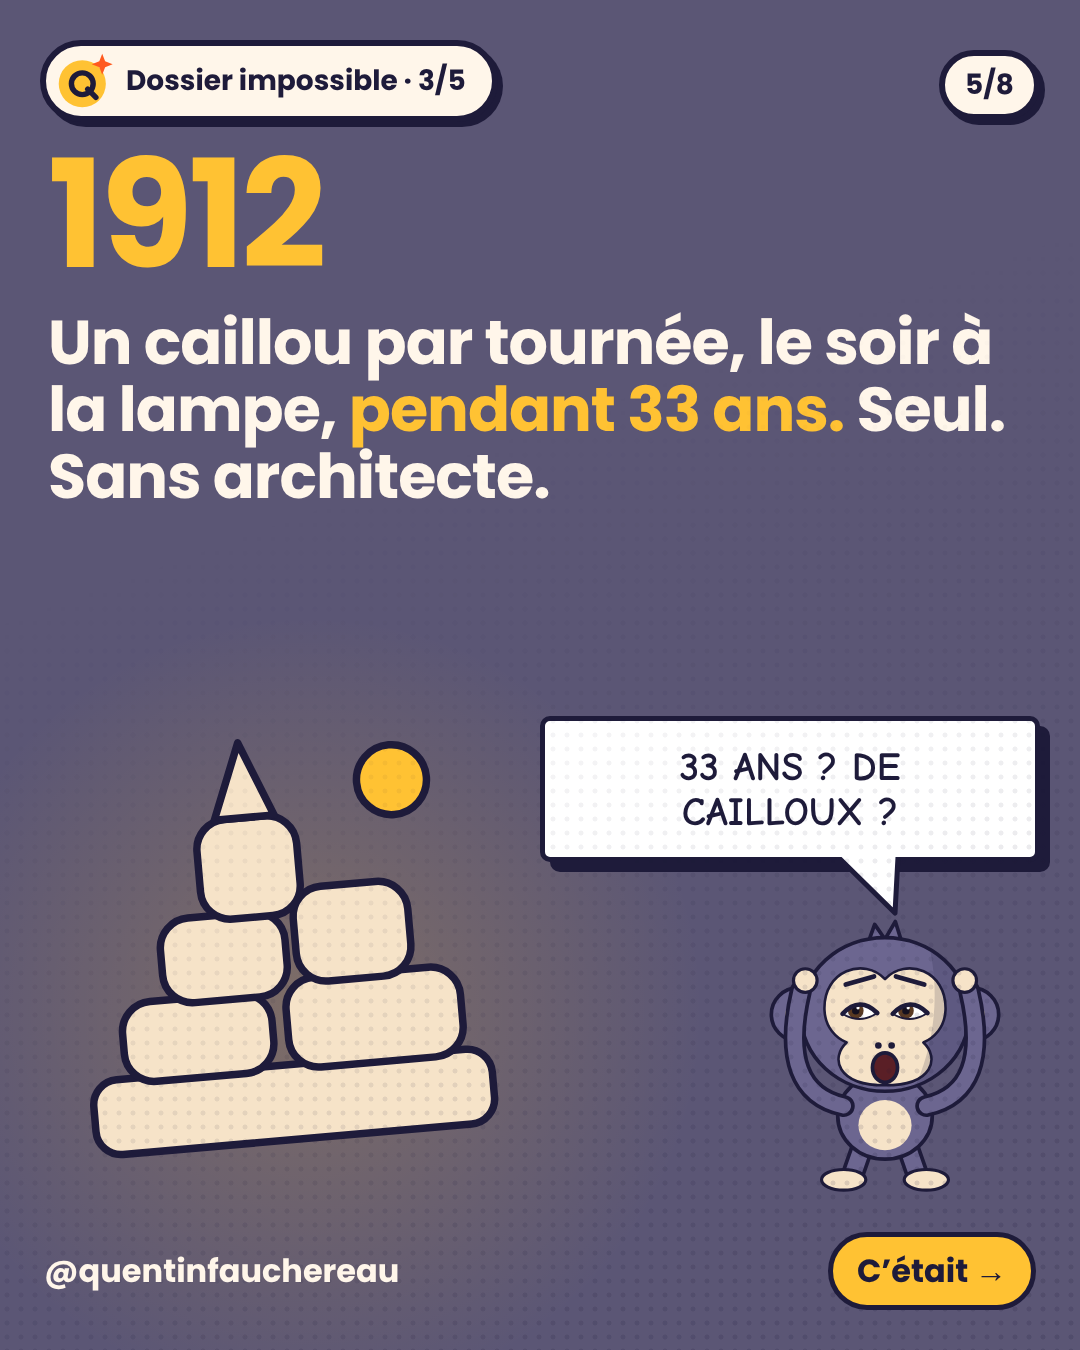 Q Dossier impossible · 3/5
5/8
1912
Un caillou par tournée, le soir à
la lampe, pendant 33 ans. Seul.
Sans architecte.
33 ANS ? DE
CAILLOUX ?
@quentinfauchereau
C’était →